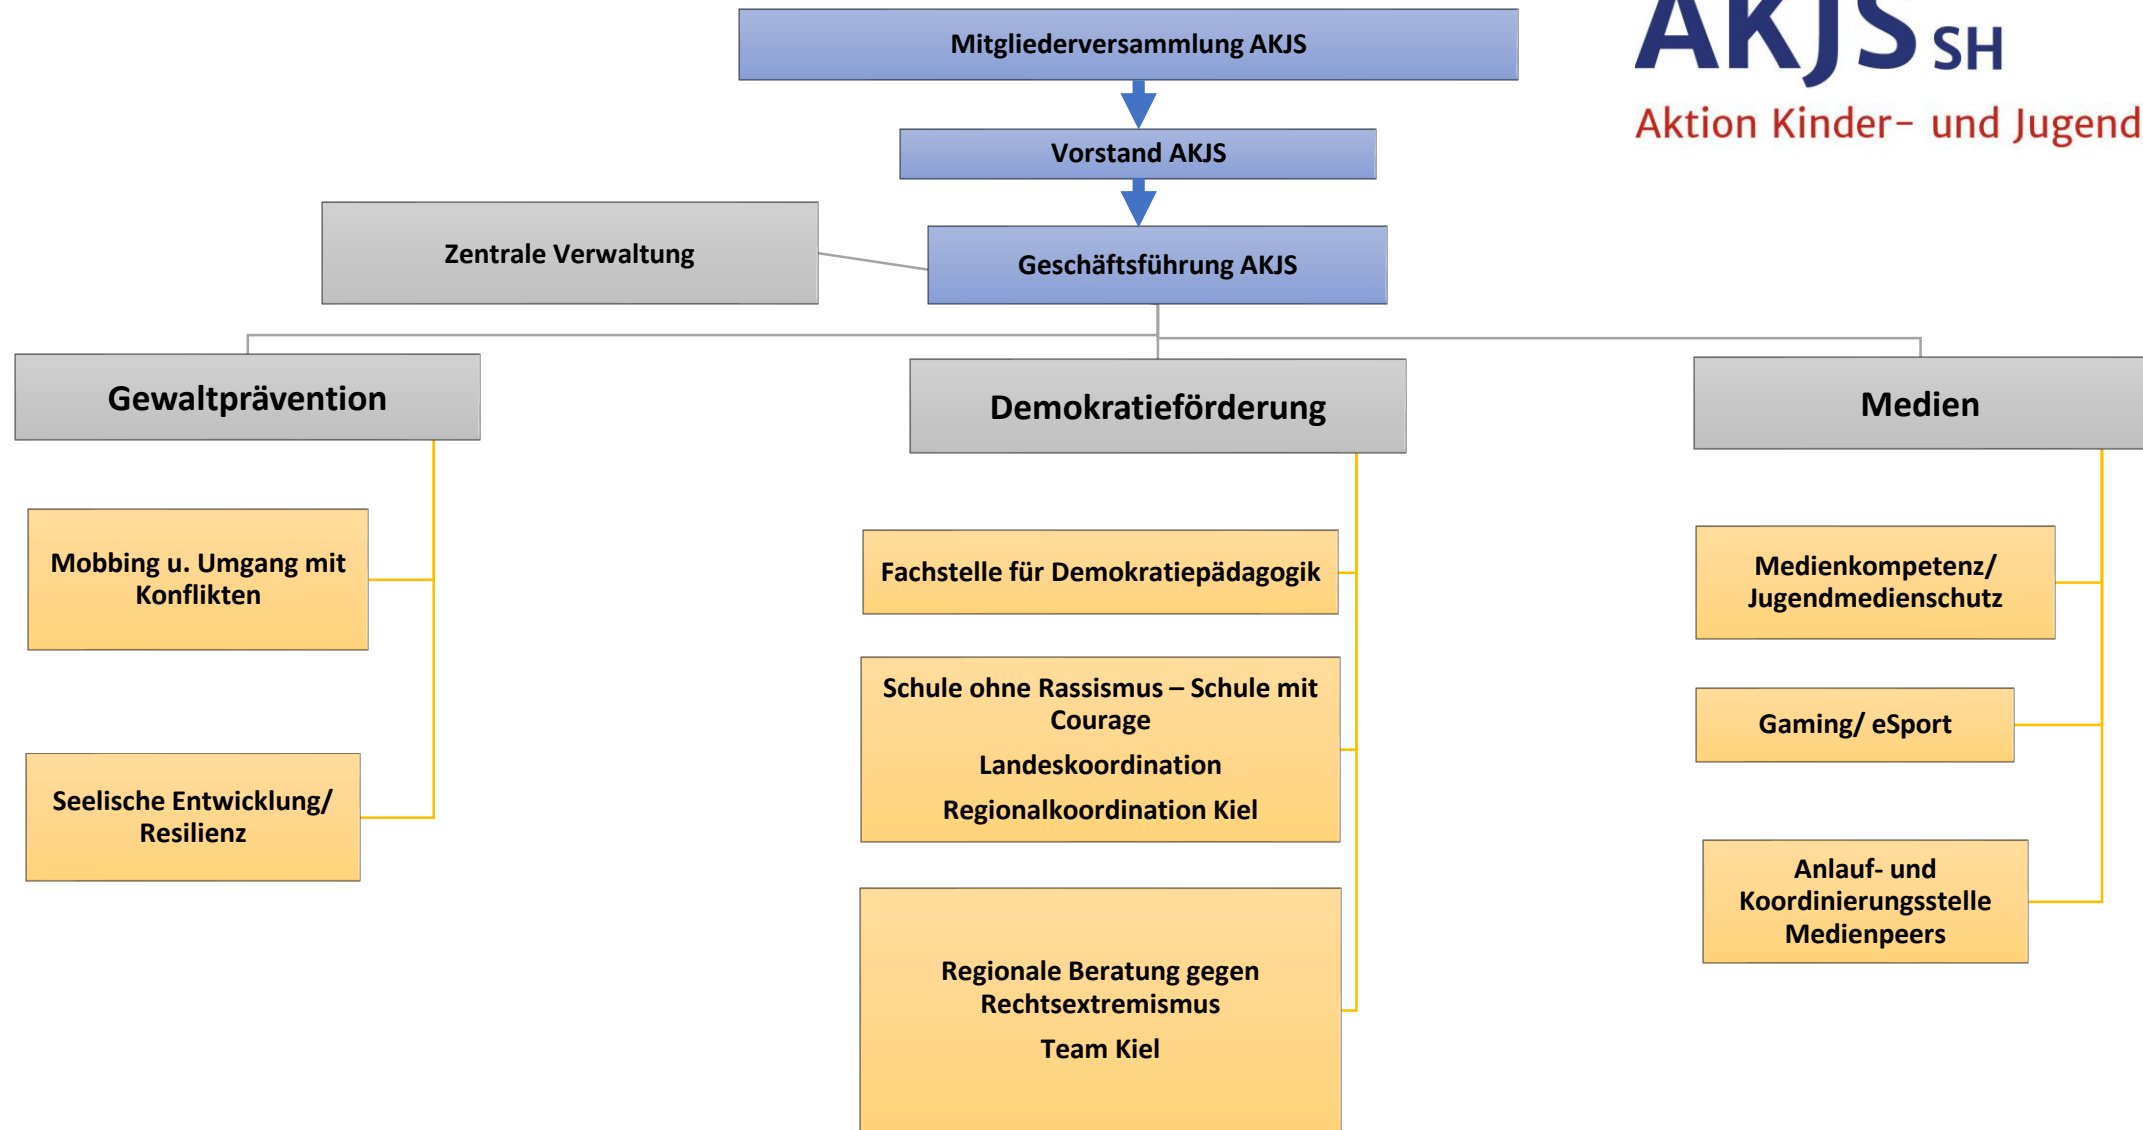 AKJS SH
Aktion Kinder- und Jugend
Mitgliederversammlung AKJS
Vorstand AKJS
Zentrale Verwaltung
Geschäftsführung AKJS
Gewaltprävention
Demokratieförderung
Medien
Mobbing u. Umgang mit
Konflikten
Seelische Entwicklung/
Resilienz
Fachstelle für Demokratiepädagogik
Schule ohne Rassismus – Schule mit
Courage
Landeskoordination
Regionalkoordination Kiel
Regionale Beratung gegen
Rechtsextremismus
Team Kiel
Medienkompetenz/
Jugendmedienschutz
Gaming/ eSport
Anlauf- und
Koordinierungsstelle
Medienpeers